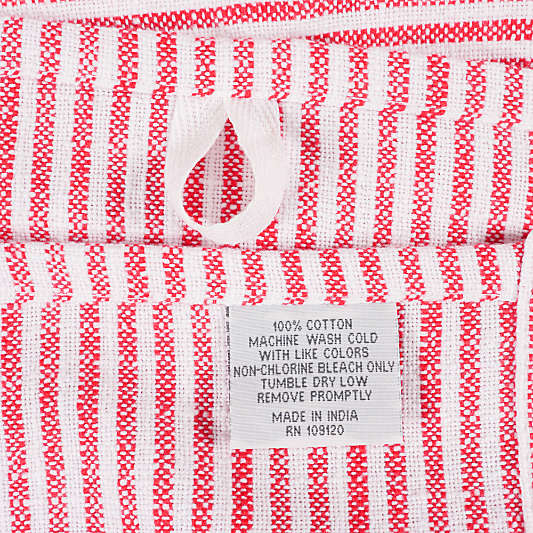 100% COTTON
MACHINE WASH COLD
WITH LIKE COLORS
NON-CHLORINE BLEACH ONLY
TUMBLE DRY LOW
REMOVE PROMPTLY
MADE IN INDIA
RN 109120